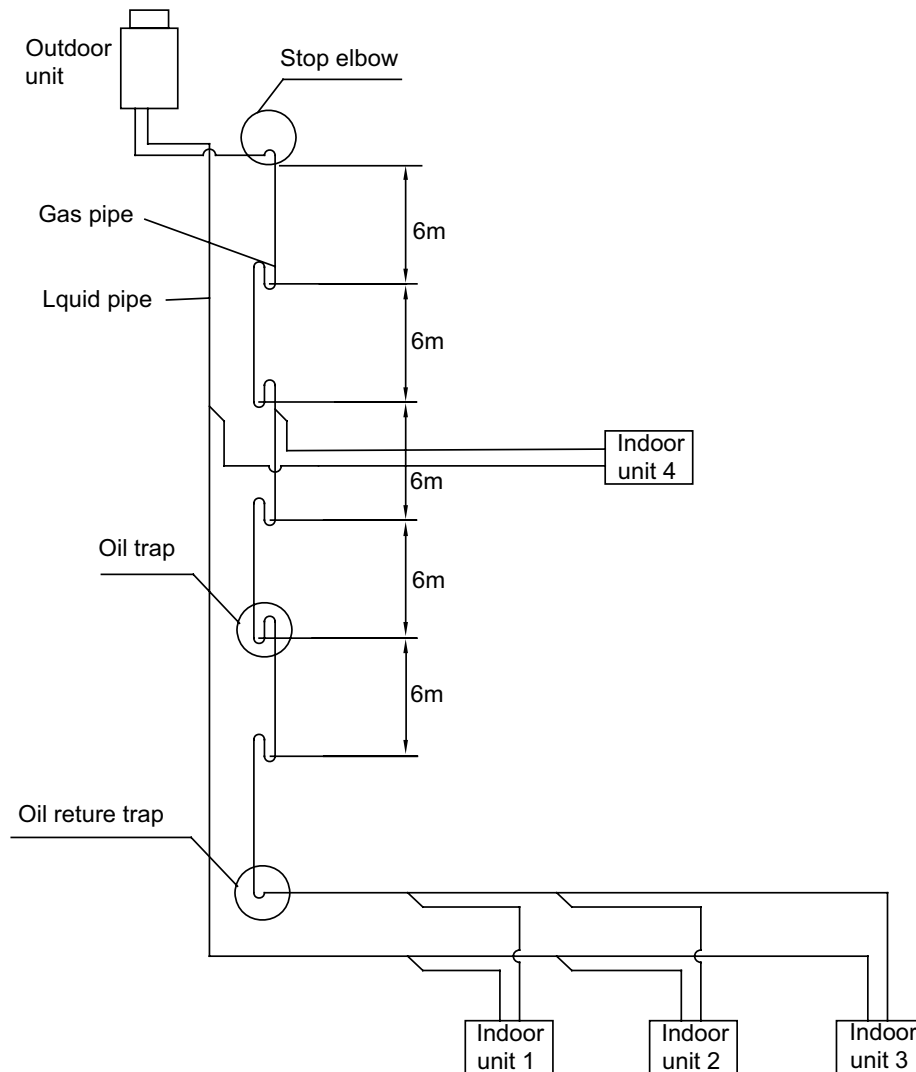 Outdoor
unit
Stop elbow
Gas pipe
6m
Lquid pipe
6m
Indoor
unit 4
6m
Oil trap
6m
6m
Oil reture trap
Indoor
unit 1
Indoor
unit 2
Indoor
unit 3